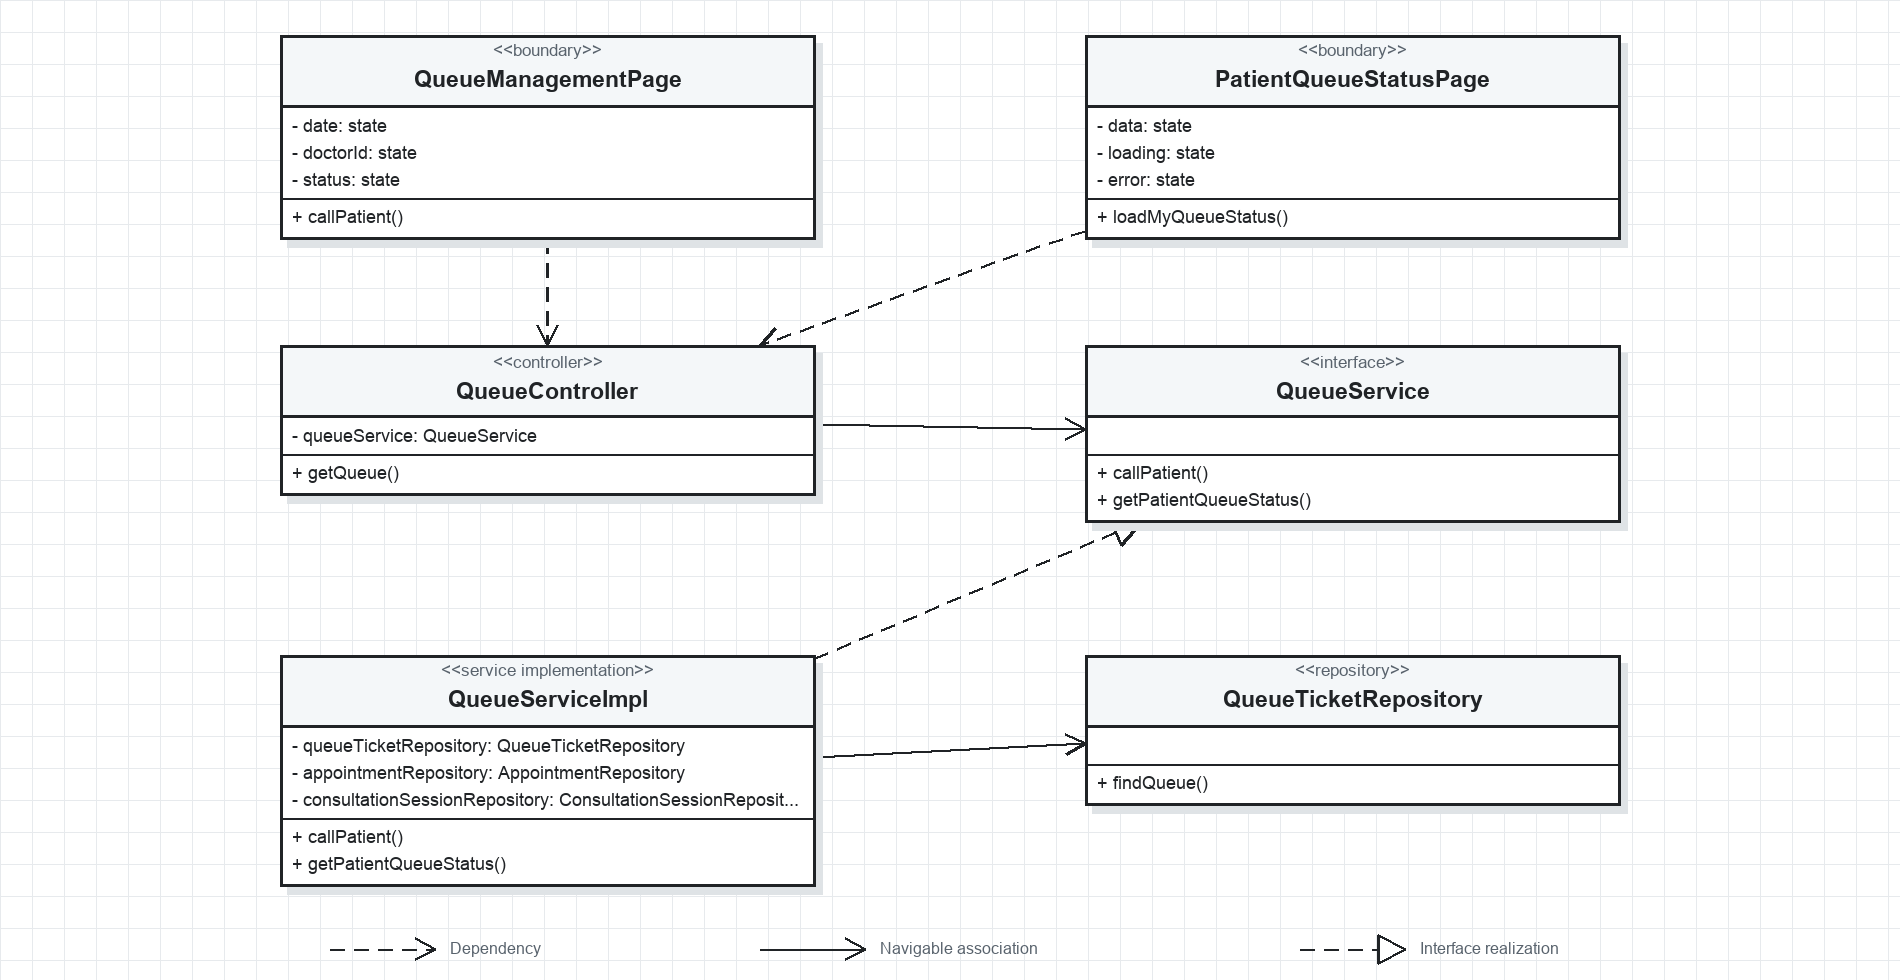 <<boundary>>
QueueManagementPage
- date: state
- doctorId: state
- status: state
+ callPatient()
<<boundary>>
PatientQueueStatusPage
- data: state
- loading: state
- error: state
+ loadMyQueueStatus()
<<controller>>
QueueController
- queueService: QueueService
+ getQueue()
<<interface>>
QueueService
+ callPatient()
+ getPatientQueueStatus()
<<service implementation>>
QueueServiceImpl
- queueTicketRepository: QueueTicketRepository
- appointmentRepository: AppointmentRepository
- consultationSessionRepository: ConsultationSessionReposit...
+ callPatient()
+ getPatientQueueStatus()
<<repository>>
QueueTicketRepository
+ findQueue()
Dependency
Navigable association
Interface realization